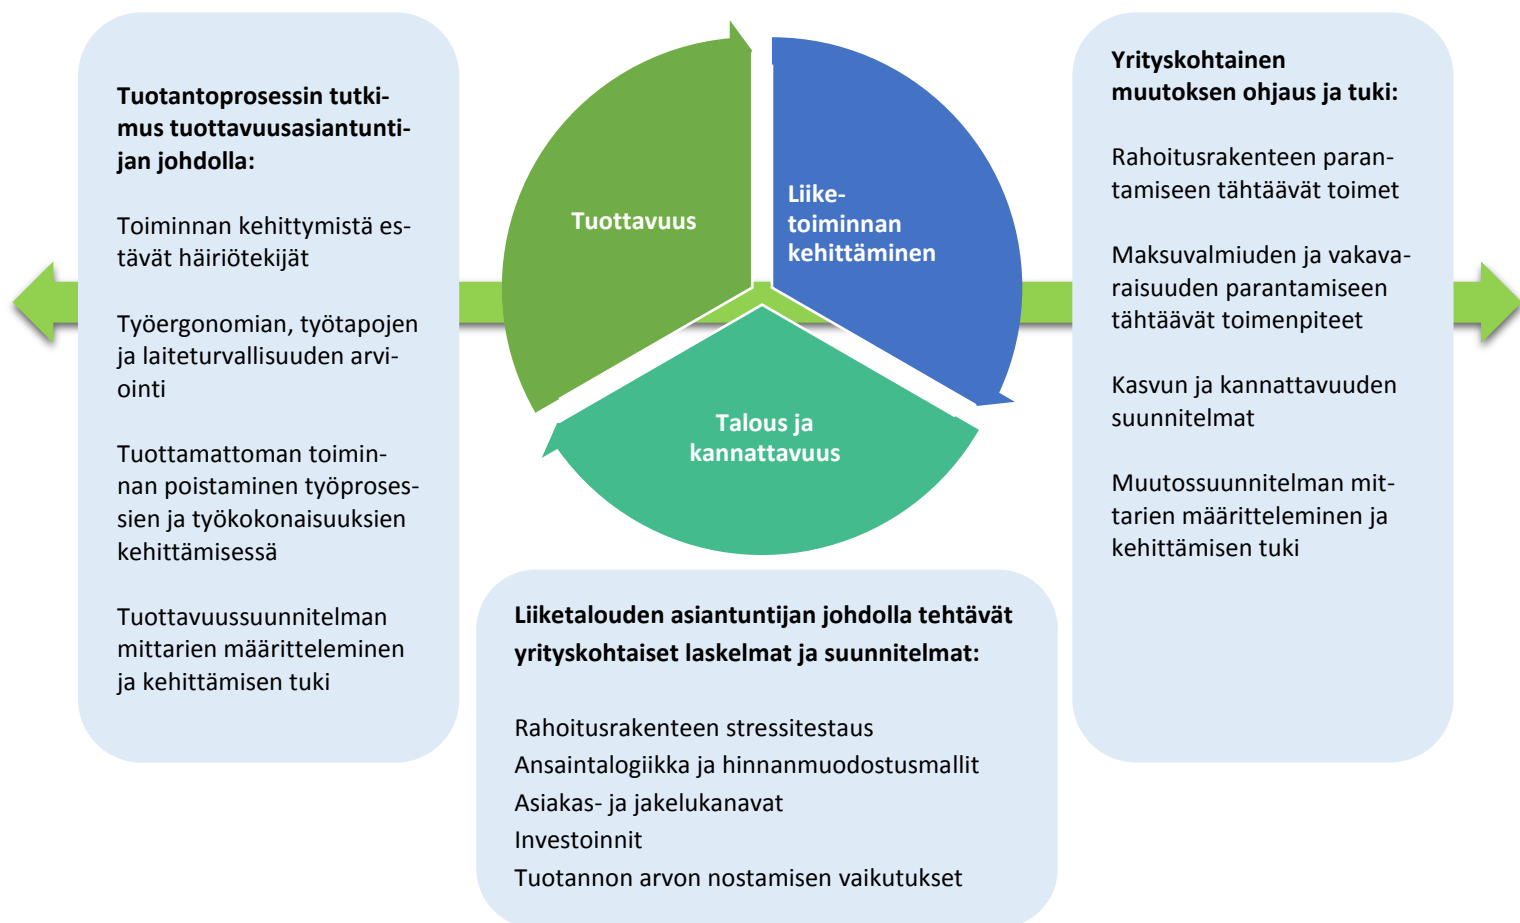 Tuotantoprosessin tutki-
mus tuottavuusasiantunti-
jan johdolla:
Toiminnan kehittymistä es-
tävät häiriötekijät
Työergonomian, työtapojen
ja laiteturvallisuuden arvi-
ointi
Tuottamattoman toimin-
nan poistaminen työproses-
sien ja työkokonaisuuksien
kehittämisessä
Tuottavuussuunnitelman
mittarien määritteleminen
ja kehittämisen tuki
Tuottavuus
Liike-
toiminnan
kehittäminen
Talous ja
kannattavuus
Liiketalouden asiantuntijan johdolla tehtävät
yrityskohtaiset laskelmat ja suunnitelmat:
Rahoitusrakenteen stressitestaus
Ansaintalogiikka ja hinnanmuodostusmallit
Asiakas- ja jakelukanavat
Investoinnit
Tuotannon arvon nostamisen vaikutukset
Yrityskohtainen
muutoksen ohjaus ja tuki:
Rahoitusrakenteen paran-
tamiseen tähtäävät toimet
Maksuvalmiuden ja vakava-
raisuuden parantamiseen
tähtäävät toimenpiteet
Kasvun ja kannattavuuden
suunnitelmat
Muutossuunnitelman mit-
tarien määritteleminen ja
kehittämisen tuki